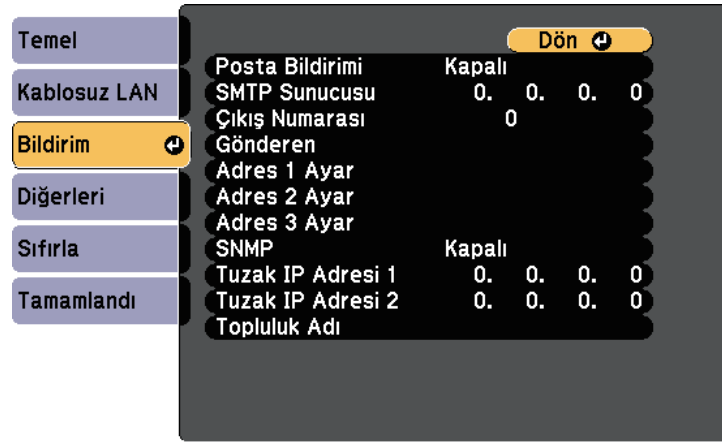 Temel
Kablosuz LAN
Bildirim
Diğerleri
Sıfırla
Tamamlandı
Dön
Posta Bildirimi Kapalı
SMTP Sunucusu 0. 0. 0. 0
Çıkış Numarası 0
Gönderen
Adres 1 Ayar
Adres 2 Ayar
Adres 3 Ayar
SNMP Kapalı
Tuzak IP Adresi 1 0. 0. 0. 0
Tuzak IP Adresi 2 0. 0. 0. 0
Topluluk Adı